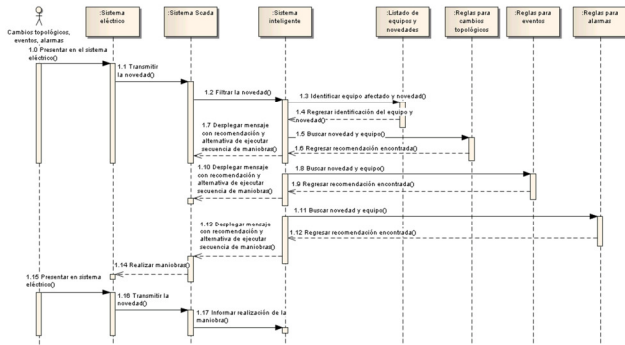 :Sistema
eléctrico
:Sistema Scada
:Sistema
inteligente
:Listado de
equipos y
novedades
:Reglas para
cambios
topológicos
:Reglas para
eventos
:Reglas para
alarmas
Cambios topológicos,
eventos, alarmas
1.0 Presentar en el sistema
eléctrico()
1.1 Transmitir
la novedad()
1.2 Filtrar la novedad()
1.3 Identificar equipo afectado y novedad()
1.4 Regresar identificación del equipo y
novedad()
1.5 Buscar novedad y equipo()
1.6 Regresar recomendación encontrada()
1.7 Desplegar mensaje
con recomendación y
alternativa de ejecutar
secuencia de maniobras()
1.8 Buscar novedad y equipo()
1.9 Regresar recomendación encontrada()
1.10 Desplegar mensaje
con recomendación y
alternativa de ejecutar
secuencia de maniobras()
1.11 Buscar novedad y equipo()
1.12 Regresar recomendación encontrada()
1.13 Desplegar mensaje
con recomendación y
alternativa de ejecutar
secuencia de maniobras()
1.14 Realizar maniobras()
1.15 Presentar en sistema
eléctrico()
1.16 Transmitir la
novedad()
1.17 Informar realización de la
maniobra()